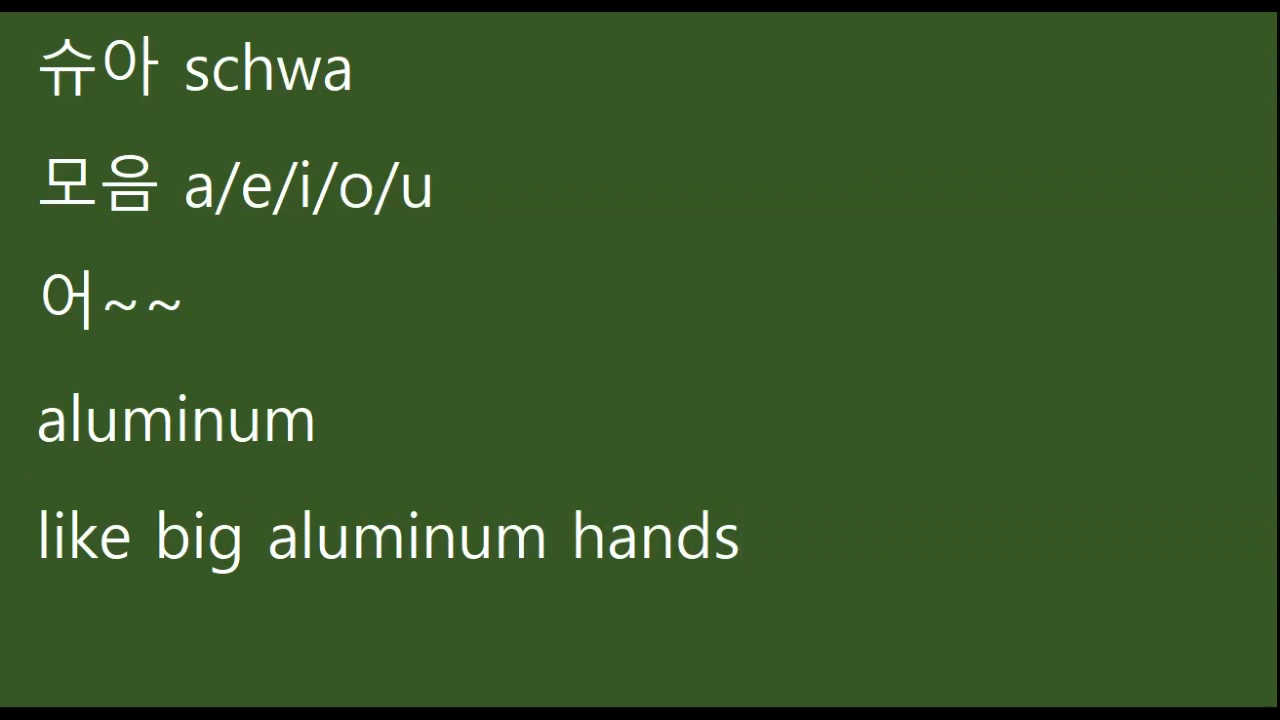 슈아 schwa
모음 a/e/i/o/u
어~~
aluminum
like big aluminum hands